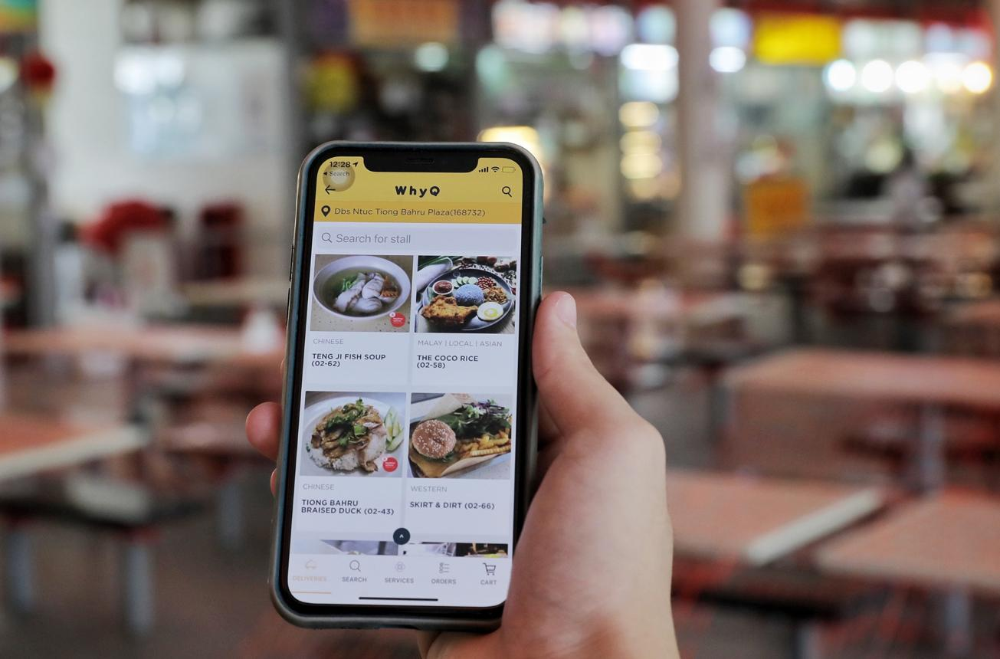 12:28
Search
WhyQ
Dbs Ntuc Tiong Bahru Plaza(168732)
Search for stall
CHINESE
TENG JI FISH SOUP
(02-62)
MALAY | LOCAL | ASIAN
THE COCO RICE
(02-58)
CHINESE
TIONG BAHRU
BRAISED DUCK (02-43)
WESTERN
SKIRT & DIRT (02-66)
DELIVERIES
SEARCH
SERVICES
ORDERS
CART